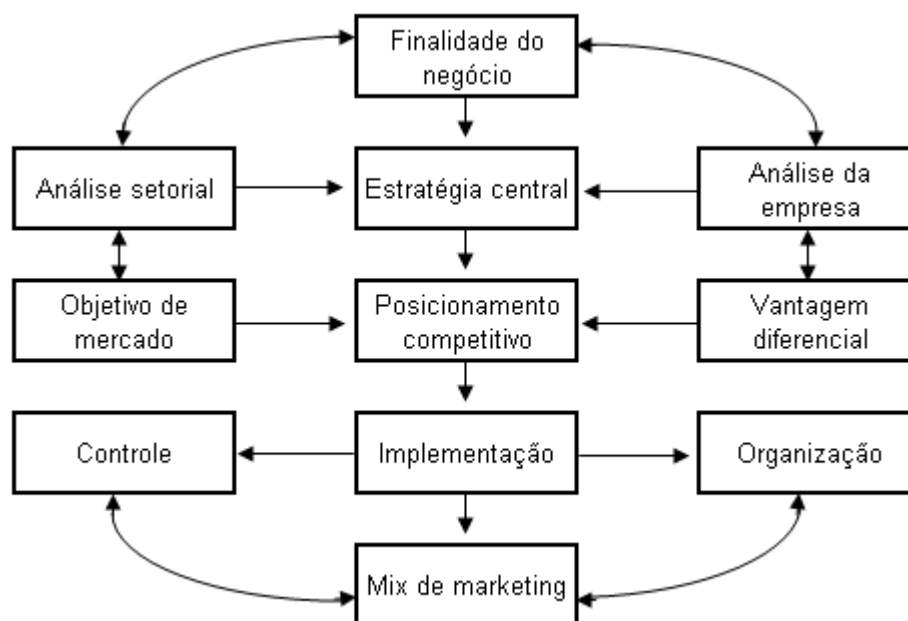 Finalidade do
negócio
Análise setorial
Estratégia central
Análise da
empresa
Objetivo de
mercado
Posicionamento
competitivo
Vantagem
diferencial
Controle
Implementação
Organização
Mix de marketing